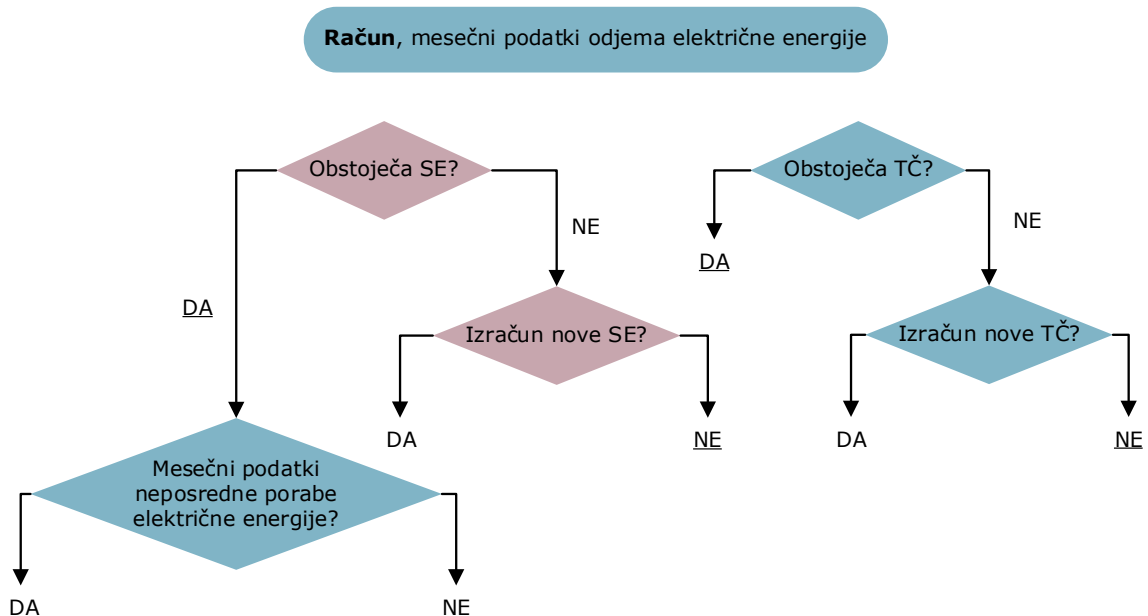 Račun, mesečni podatki odjema električne energije
Obstoječa SE?
Obstoječa TČ?
NE
NE
DA
DA
Izračun nove SE?
Izračun nove TČ?
DA
NE
DA
NE
Mesečni podatki
neposredne porabe
električne energije?
DA
NE